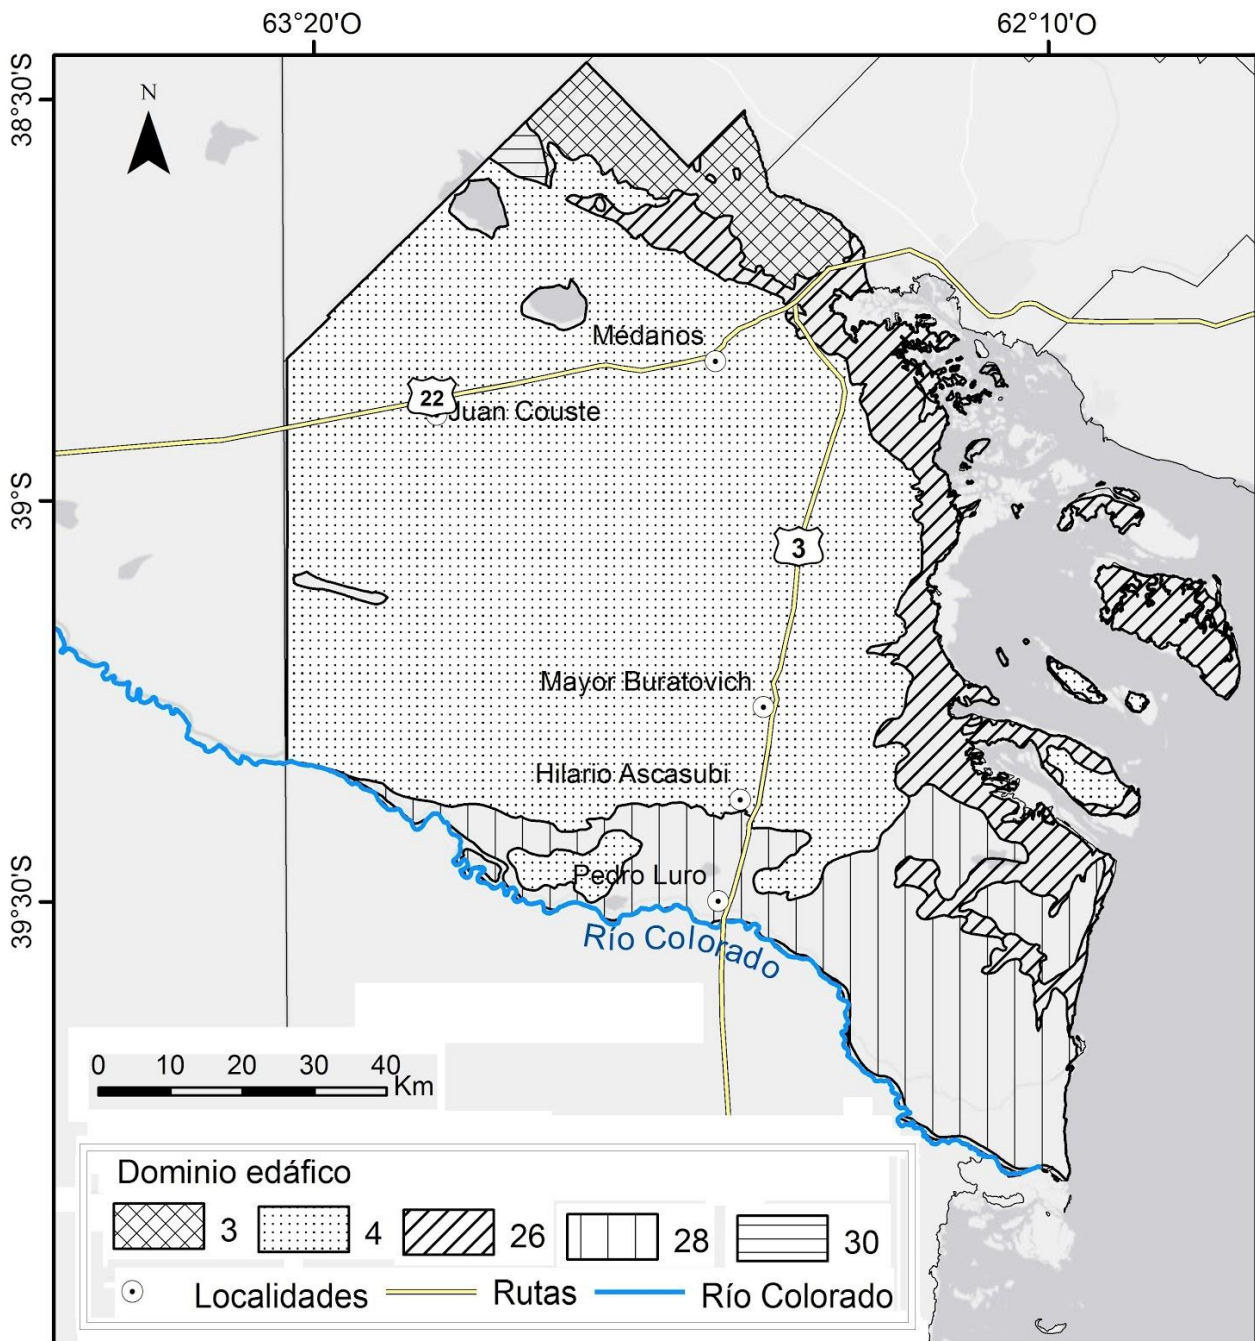 63°20'O
62°10'O
38°30'S
N
Médanos
22
Juan Couste
39°S
3
Mayor Buratovich
Hilario Ascasubi
Pedro Luro
39°30'S
Río Colorado
0 10 20 30 40
Km
Dominio edáfico
3 4 26 28 30
Localidades Rutas Río Colorado